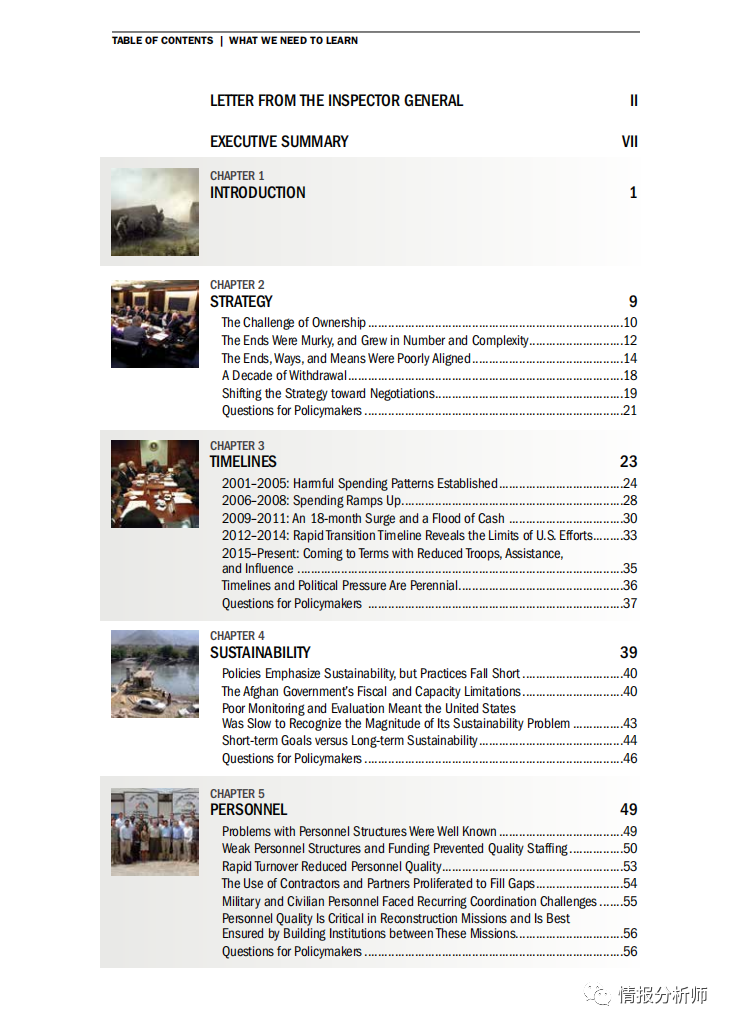 TABLE OF CONTENTS | WHAT WE NEED TO LEARN
LETTER FROM THE INSPECTOR GENERAL II
EXECUTIVE SUMMARY VII
CHAPTER 1
INTRODUCTION 1
CHAPTER 2
STRATEGY 9
The Challenge of Ownership 10
The Ends Were Murky, and Grew in Number and Complexity 12
The Ends, Ways, and Means Were Poorly Aligned 14
A Decade of Withdrawal 18
Shifting the Strategy toward Negotiations 19
Questions for Policymakers 21
CHAPTER 3
TIMELINES 23
2001–2005: Harmful Spending Patterns Established 24
2006–2008: Spending Ramps Up 28
2009–2011: An 18-month Surge and a Flood of Cash 30
2012–2014: Rapid Transition Timeline Reveals the Limits of U.S. Efforts 33
2015–Present: Coming to Terms with Reduced Troops, Assistance,
and Influence 35
Timelines and Political Pressure Are Perennial 36
Questions for Policymakers 37
CHAPTER 4
SUSTAINABILITY 39
Policies Emphasize Sustainability, but Practices Fall Short 40
The Afghan Government's Fiscal and Capacity Limitations 40
Poor Monitoring and Evaluation Meant the United States
Was Slow to Recognize the Magnitude of Its Sustainability Problem 43
Short-term Goals versus Long-term Sustainability 44
Questions for Policymakers 46
CHAPTER 5
PERSONNEL 49
Problems with Personnel Structures Were Well Known 49
Weak Personnel Structures and Funding Prevented Quality Staffing 50
Rapid Turnover Reduced Personnel Quality 53
The Use of Contractors and Partners Proliferated to Fill Gaps 54
Military and Civilian Personnel Faced Recurring Coordination Challenges 55
Personnel Quality Is Critical in Reconstruction Missions and Is Best
Ensured by Building Institutions between These Missions 56
Questions for Policymakers 56
情报分析师